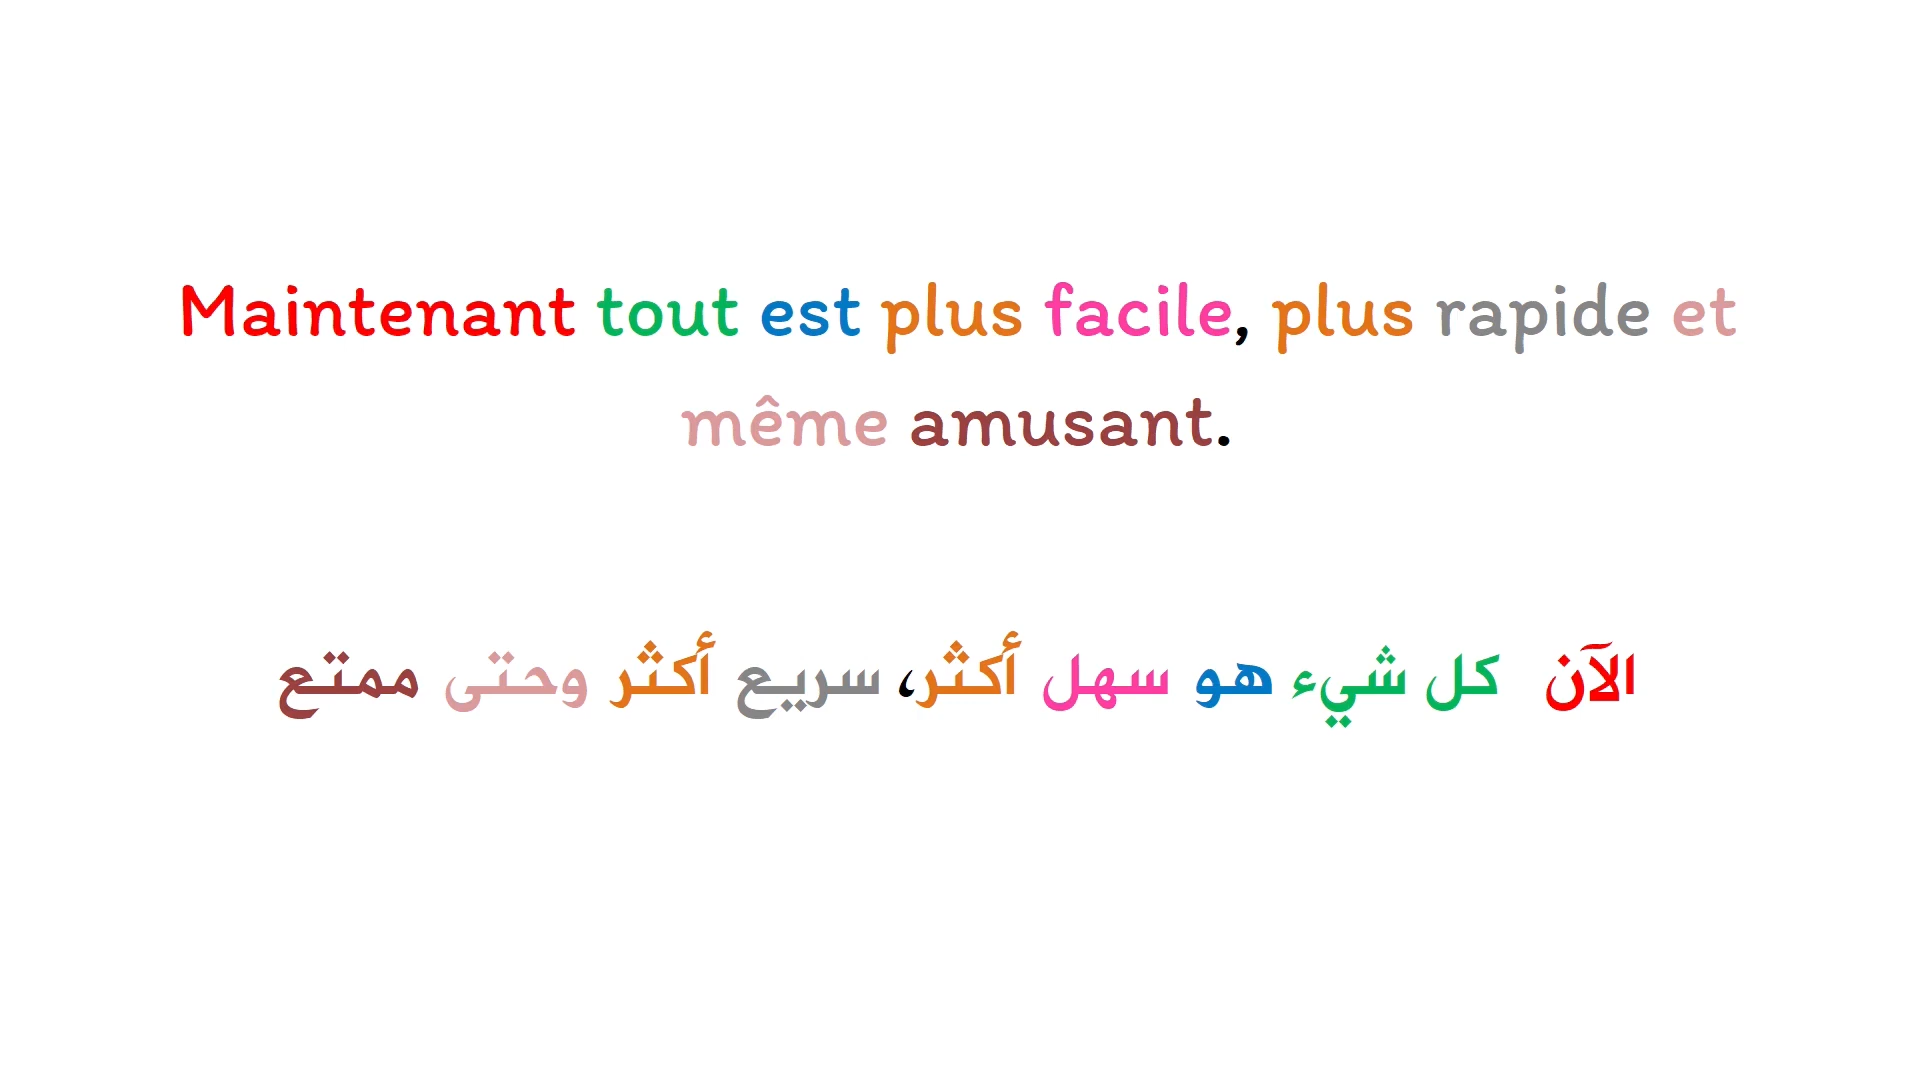 Maintenant tout est plus facile, plus rapide et
même amusant.
الآن كل شيء هو سهل أكثر، سريع أكثر وحتى ممتع